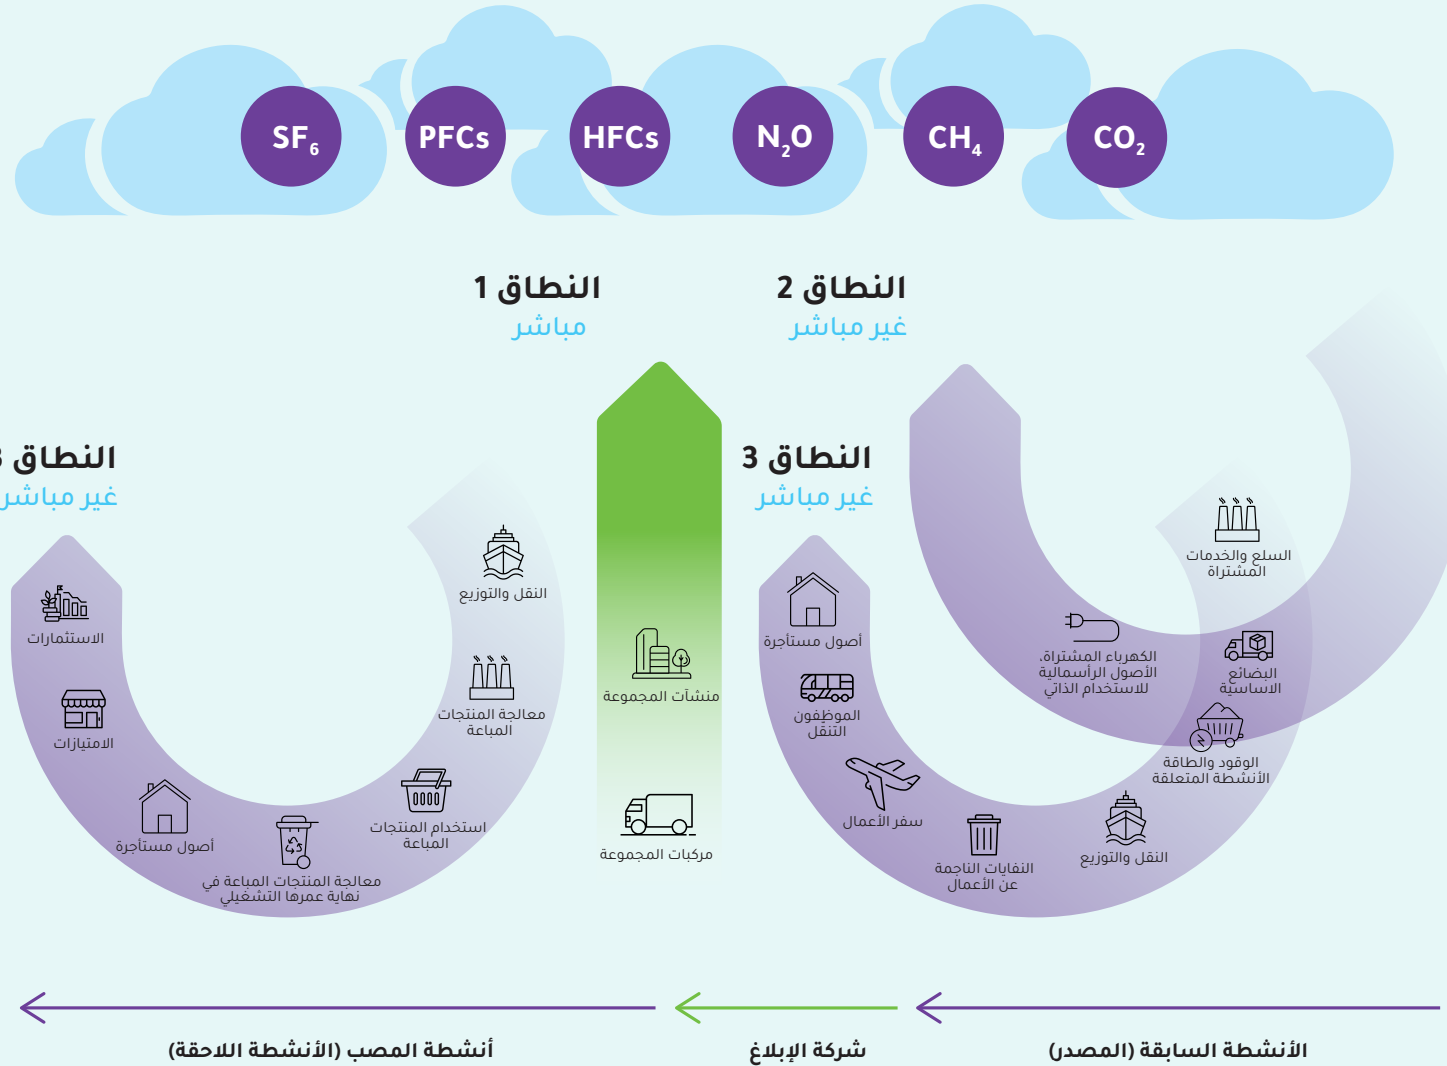 CO₂
CH₄
N₂O
HFCs
PFCs
SF₆
النطاق 2
غير مباشر
النطاق 1
مباشر
النطاق 3
غير مباشر
النطاق 3
غير مباشر
السلع والخدمات
المشتراة
الكهرباء المشتراة،
الأصول الرأسمالية
للاستخدام الذاتي
البضائع
الاساسية
الوقود والطاقة
الأنشطة المتعلقة
النقل والتوزيع
النفايات الناجمة
عن الأعمال
سفر الأعمال
الموظفون
التنقّل
أصول مستأجرة
منشآت المجموعة
مركبات المجموعة
النقل والتوزيع
معالجة المنتجات
المباعة
استخدام المنتجات
المباعة
معالجة المنتجات المباعة في
نهاية عمرها التشغيلي
أصول مستأجرة
الامتيازات
الاستثمارات
الأنشطة السابقة (المصدر)
شركة الإبلاغ
أنشطة المصب (الأنشطة اللاحقة)